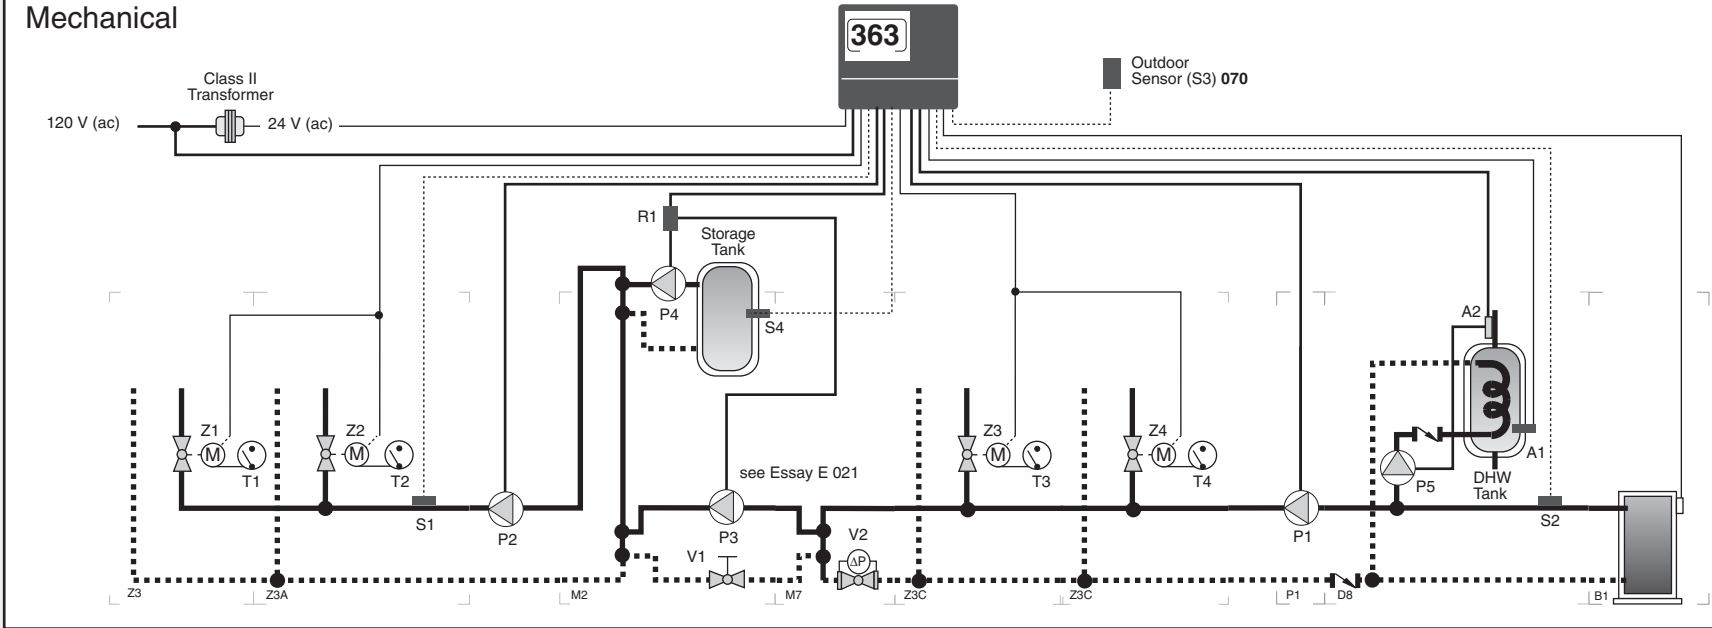 Mechanical
363
Class II
Transformer
120 V (ac)
24 V (ac)
Outdoor
Sensor (S3) 070
R1
Storage
Tank
P4
S4
A2
Z1
M
T1
Z2
M
T2
S1
P2
see Essay E 021
P3
V1
V2
ΔP
Z3
M
T3
Z4
M
T4
P1
P5
A1
DHW
Tank
S2
Z3
Z3A
M2
M7
Z3C
Z3C
P1
D8
B1